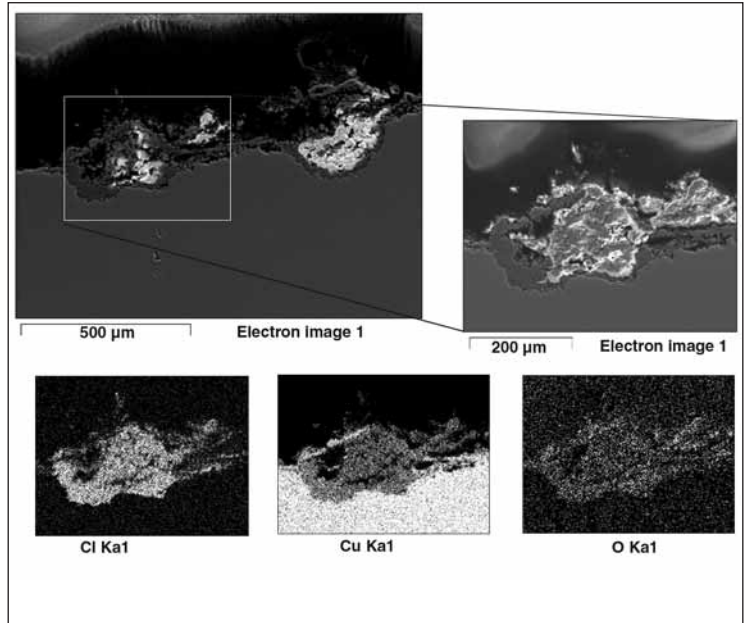 500 µm Electron image 1
200 µm Electron image 1
Cl Ka1
Cu Ka1
O Ka1